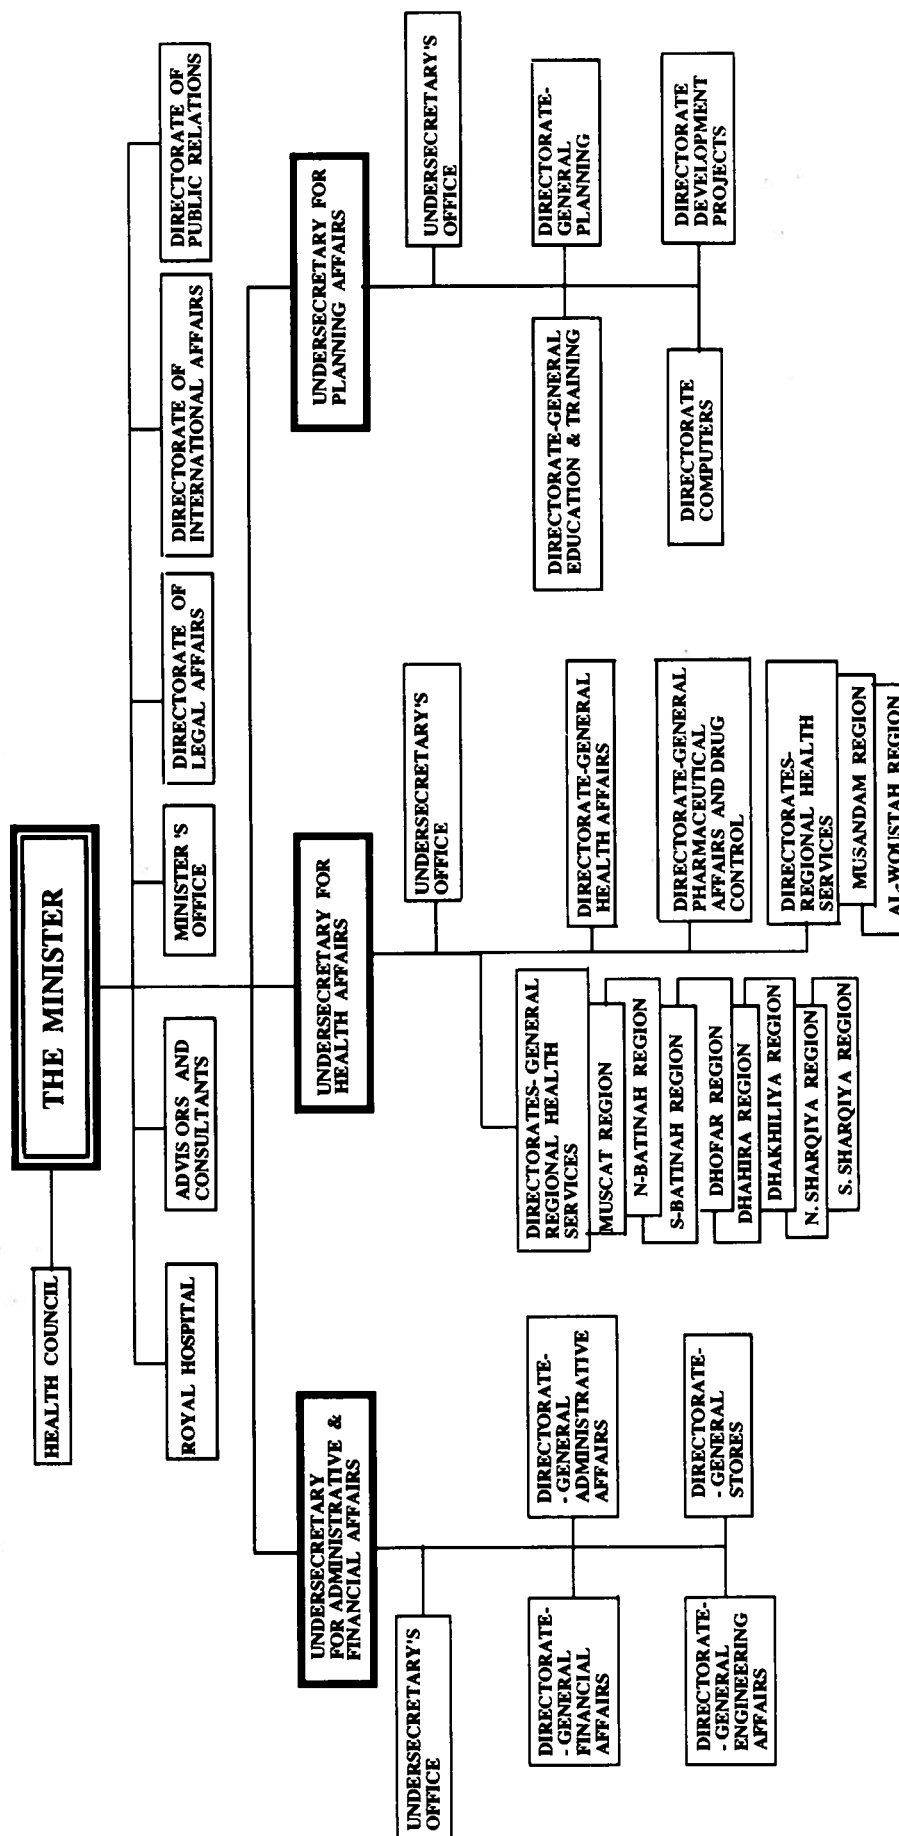 THE MINISTER
HEALTH COUNCIL
ROYAL HOSPITAL
ADVISORS AND
CONSULTANTS
MINISTER'S
OFFICE
DIRECTORATE OF
LEGAL AFFAIRS
DIRECTORATE OF
INTERNATIONAL AFFAIRS
DIRECTORATE OF
PUBLIC RELATIONS
UNDERSECRETARY
FOR ADMINISTRATIVE &
FINANCIAL AFFAIRS
UNDERSECRETARY'S
OFFICE
DIRECTORATE-
- GENERAL
FINANCIAL
AFFAIRS
DIRECTORATE-
- GENERAL
ADMINISTRATIVE
AFFAIRS
DIRECTORATE-
- GENERAL
ENGINEERING
AFFAIRS
DIRECTORATE-
- GENERAL
STORES
UNDERSECRETARY FOR
HEALTH AFFAIRS
UNDERSECRETARY'S
OFFICE
DIRECTORATES- GENERAL
REGIONAL HEALTH
SERVICES
MUSCAT REGION
N-BATINAH REGION
S-BATINAH REGION
DHOFAR REGION
DHAHIRA REGION
DHAKHILIYA REGION
N. SHARQIYA REGION
S. SHARQIYA REGION
DIRECTORATE-GENERAL
HEALTH AFFAIRS
DIRECTORATE-GENERAL
PHARMACEUTICAL
AFFAIRS AND DRUG
CONTROL
DIRECTORATES-
REGIONAL HEALTH
SERVICES
MUSANDAM REGION
AL-WOUSTAH REGION
UNDERSECRETARY FOR
PLANNING AFFAIRS
UNDERSECRETARY'S
OFFICE
DIRECTORATE-GENERAL
EDUCATION & TRAINING
DIRECTORATE-
GENERAL
PLANNING
DIRECTORATE
COMPUTERS
DIRECTORATE
DEVELOPMENT
PROJECTS